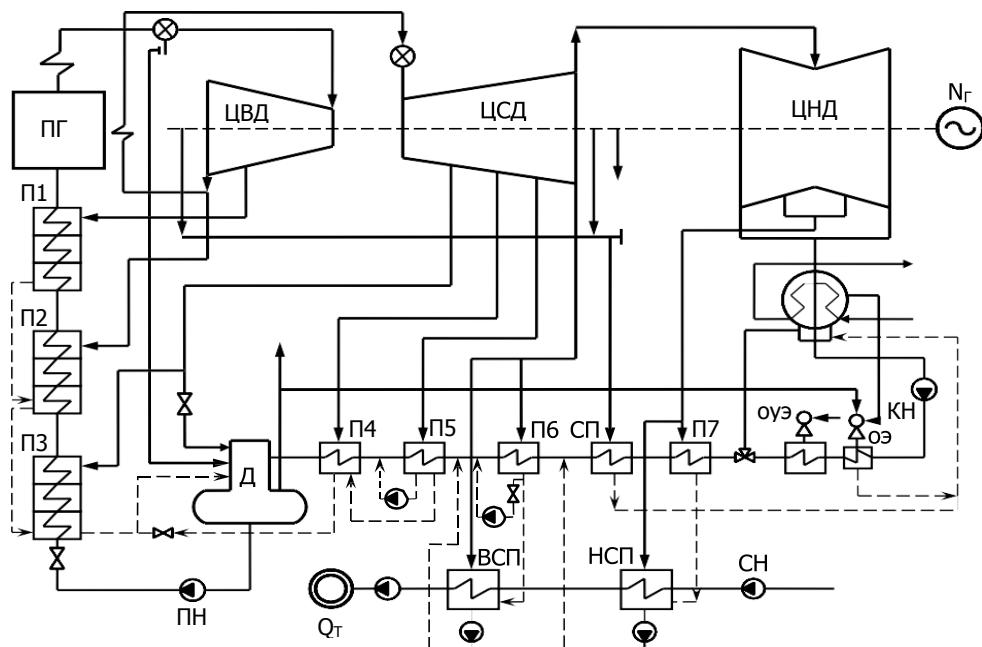 NГ
ПГ
ЦВД
ЦСД
ЦНД
П1
П2
П3
Д
П4
П5
П6
СП
П7
оуэ
КН
оэ
ПН
Qт
ВСП
НСП
СН